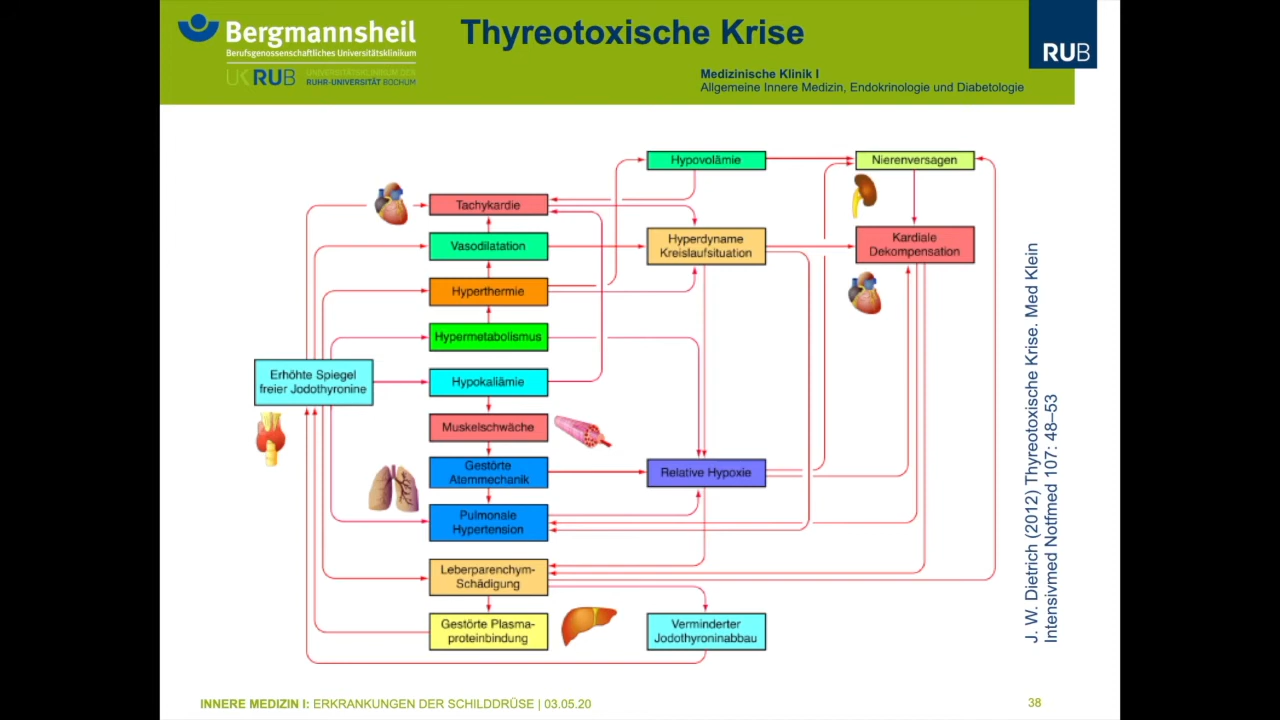 Bergmannsheil
Berufsgenossenschaftliches Universitätsklinikum
UK RUB
UNIVERSITÄTSKLINIKUM DER
RUHR-UNIVERSITÄT BOCHUM
Thyreotoxische Krise
RUB
Medizinische Klinik I
Allgemeine Innere Medizin, Endokrinologie und Diabetologie
Hypovolämie
Nierenversagen
Tachykardie
Vasodilatation
Hyperdyname
Kreislaufsituation
Kardiale
Dekompensation
Hyperthermie
Hypermetabolismus
Erhöhte Spiegel
freier Jodothyronine
Hypokaliämie
Muskelschwäche
Gestörte
Atemmechanik
Relative Hypoxie
Pulmonale
Hypertension
Leberparenchym-
Schädigung
Gestörte Plasma-
proteinbindung
Verminderter
Jodothyroninabbau
J. W. Dietrich (2012) Thyreotoxische Krise. Med Klein
Intensivmed Notfmed 107: 48–53
INNERE MEDIZIN I: ERKRANKUNGEN DER SCHILDDRÜSE | 03.05.20
38